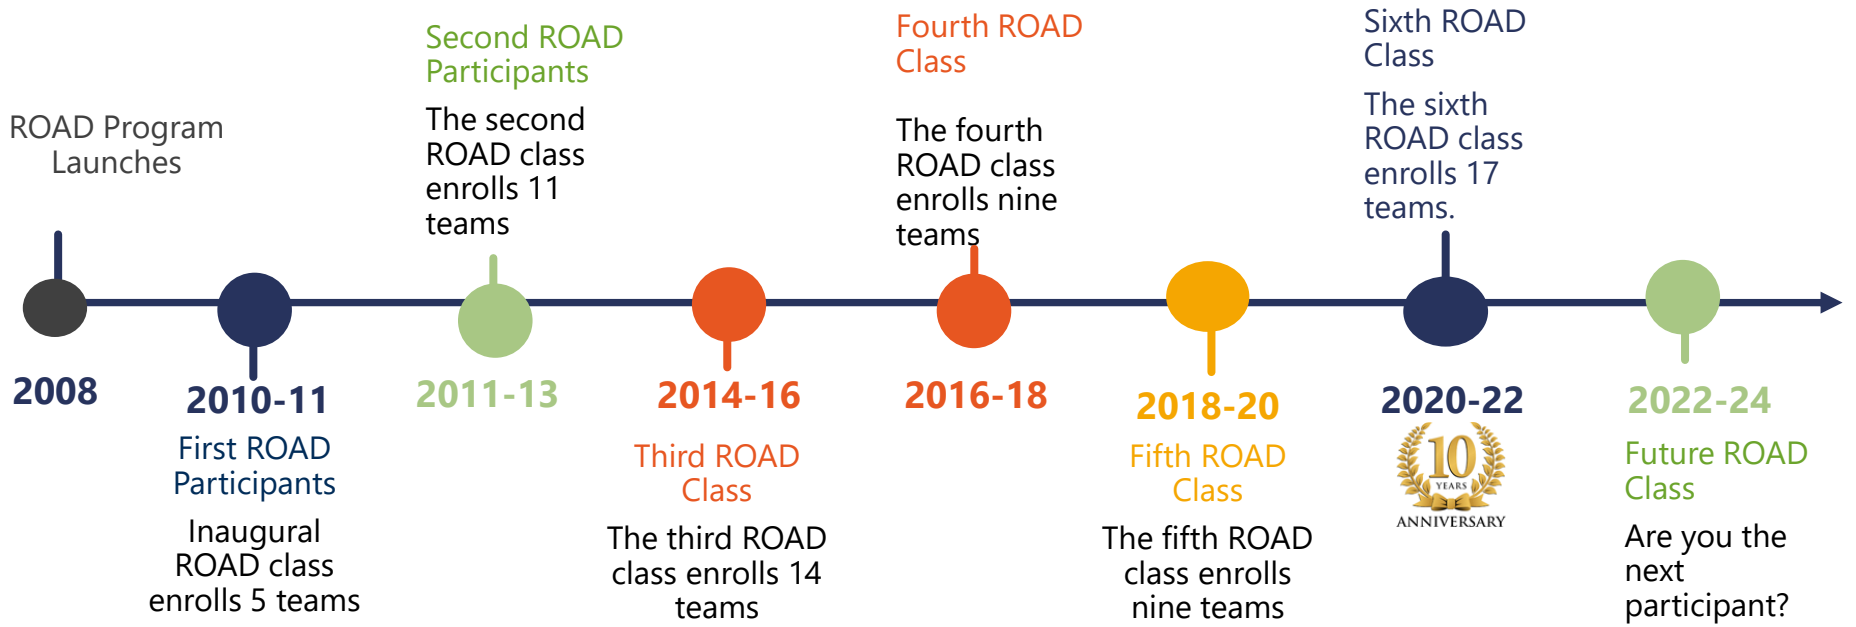 ROAD Program
Launches
2008
2010-11
First ROAD
Participants
Inaugural
ROAD class
enrolls 5 teams
Second ROAD
Participants
The second
ROAD class
enrolls 11
teams
2011-13
2014-16
Third ROAD
Class
The third ROAD
class enrolls 14
teams
Fourth ROAD
Class
The fourth
ROAD class
enrolls nine
teams
2016-18
2018-20
Fifth ROAD
Class
The fifth ROAD
class enrolls
nine teams
Sixth ROAD
Class
The sixth
ROAD class
enrolls 17
teams.
2020-22
10
YEARS
ANNIVERSARY
2022-24
Future ROAD
Class
Are you the
next
participant?